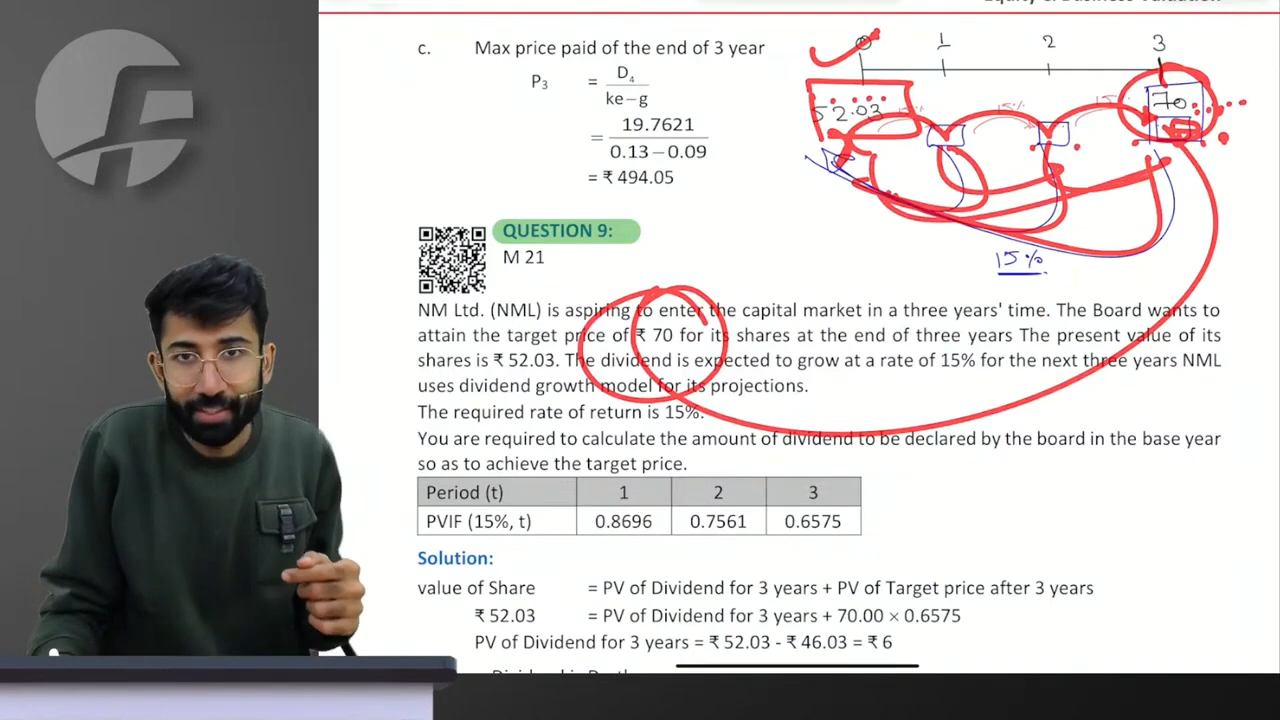 c. Max price paid of the end of 3 year
P3 = D4
ke – g
= 19.7621
0.13 – 0.09
= ₹ 494.05
0 1 2 3
52.03 15% 15% 15% 70
15%
QUESTION 9:
M 21
NM Ltd. (NML) is aspiring to enter the capital market in a three years' time. The Board wants to
attain the target price of ₹ 70 for its shares at the end of three years The present value of its
shares is ₹ 52.03. The dividend is expected to grow at a rate of 15% for the next three years NML
uses dividend growth model for its projections.
The required rate of return is 15%.
You are required to calculate the amount of dividend to be declared by the board in the base year
so as to achieve the target price.
Period (t) 1 2 3
PVIF (15%, t) 0.8696 0.7561 0.6575
Solution:
value of Share = PV of Dividend for 3 years + PV of Target price after 3 years
₹ 52.03 = PV of Dividend for 3 years + 70.00 × 0.6575
PV of Dividend for 3 years = ₹ 52.03 - ₹ 46.03 = ₹ 6